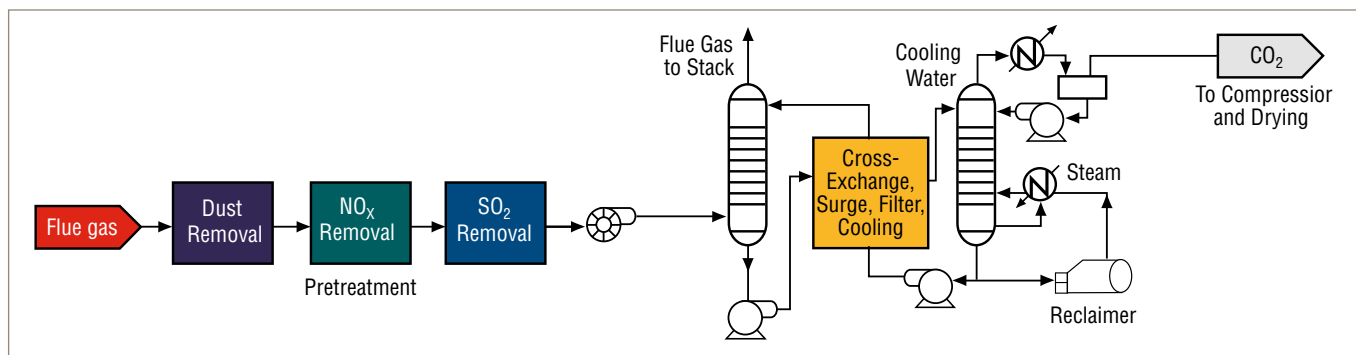 Flue gas
Dust
Removal
NOX
Removal
SO2
Removal
Pretreatment
Flue Gas
to Stack
Cross-
Exchange,
Surge, Filter,
Cooling
Cooling
Water
Steam
Reclaimer
CO2
To Compressior
and Drying